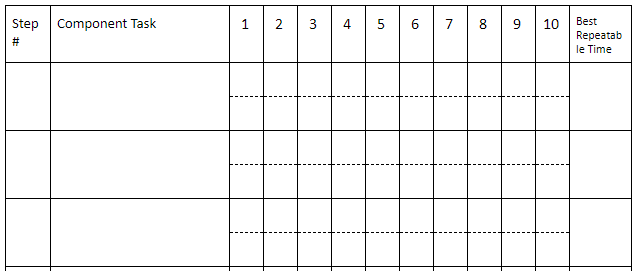 Step # Component Task 1 2 3 4 5 6 7 8 9 10 Best
Repeatab
le Time